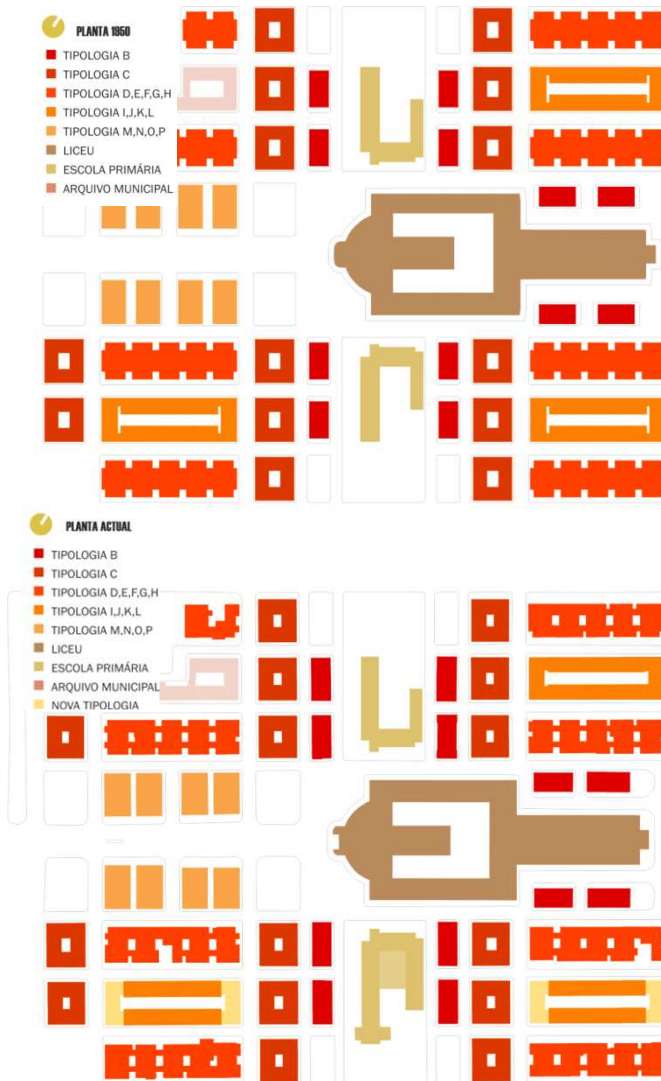 PLANTA 1950
TIPOLOGIA B
TIPOLOGIA C
TIPOLOGIA D,E,F,G,H
TIPOLOGIA I,J,K,L
TIPOLOGIA M,N,O,P
LICEU
ESCOLA PRIMÁRIA
ARQUIVO MUNICIPAL
PLANTA ACTUAL
TIPOLOGIA B
TIPOLOGIA C
TIPOLOGIA D,E,F,G,H
TIPOLOGIA I,J,K,L
TIPOLOGIA M,N,O,P
LICEU
ESCOLA PRIMÁRIA
ARQUIVO MUNICIPAL
NOVA TIPOLOGIA